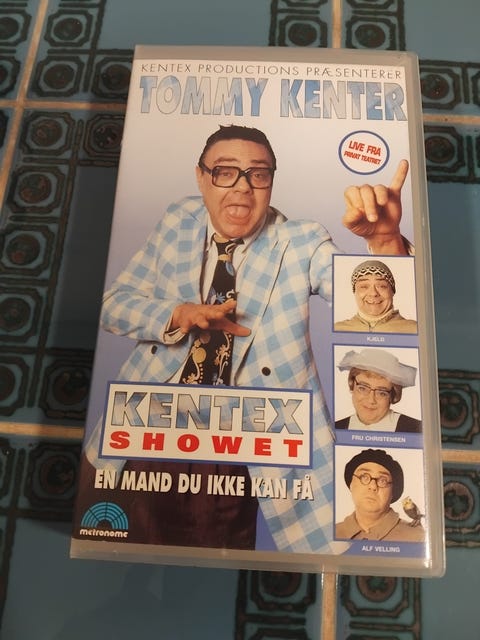 KENTEX PRODUCTIONS PRÆSENTERER
TOMMY KENTER
LIVE FRA
PRIVAT TEATRET
KJELD
FRU CHRISTENSEN
KENTEX
SHOWET
EN MAND DU IKKE KAN FÅ
ALF VELLING
metronome